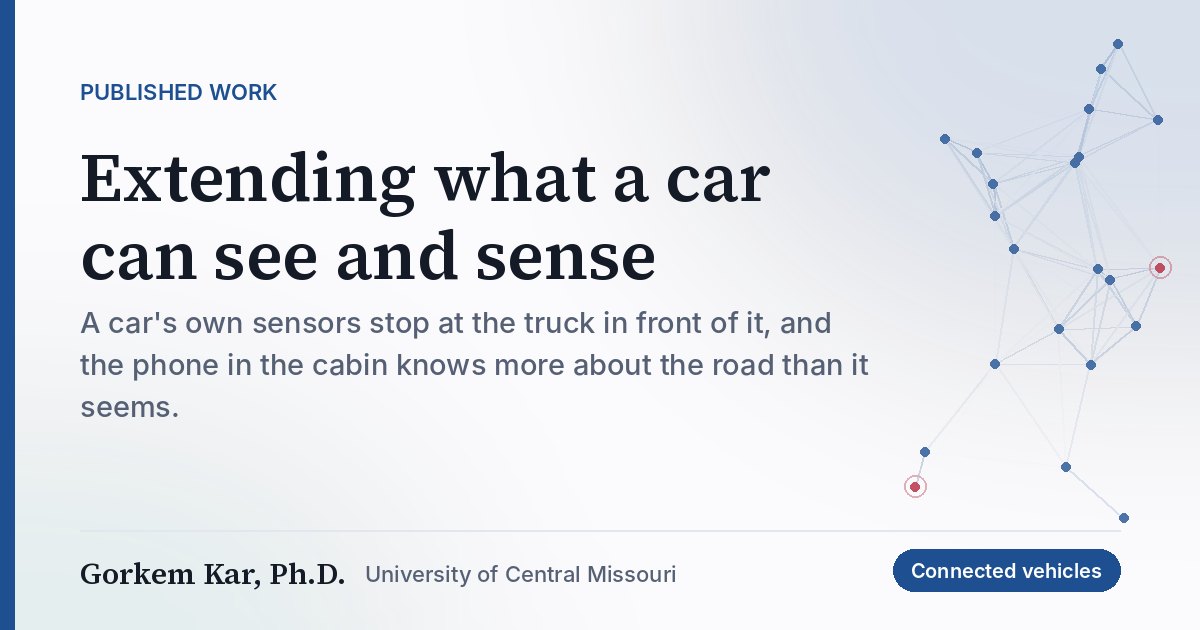 PUBLISHED WORK
Extending what a car
can see and sense
A car's own sensors stop at the truck in front of it, and
the phone in the cabin knows more about the road than it
seems.
Gorkem Kar, Ph.D. University of Central Missouri
Connected vehicles